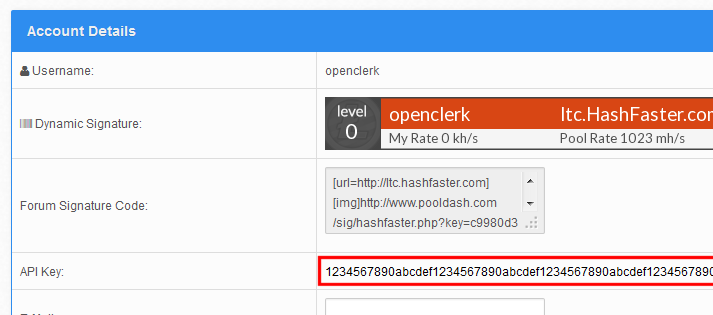 Account Details
Username:
openclerk
Dynamic Signature:
level
0
openclerk
ltc.HashFaster.com
My Rate 0 kh/s
Pool Rate 1023 mh/s
Forum Signature Code:
[url=http://ltc.hashfaster.com]
[img]http://www.pooldash.com
/sig/hashfaster.php?key=c9980d3
API Key:
1234567890abcdef1234567890abcdef1234567890abcdef1234567890